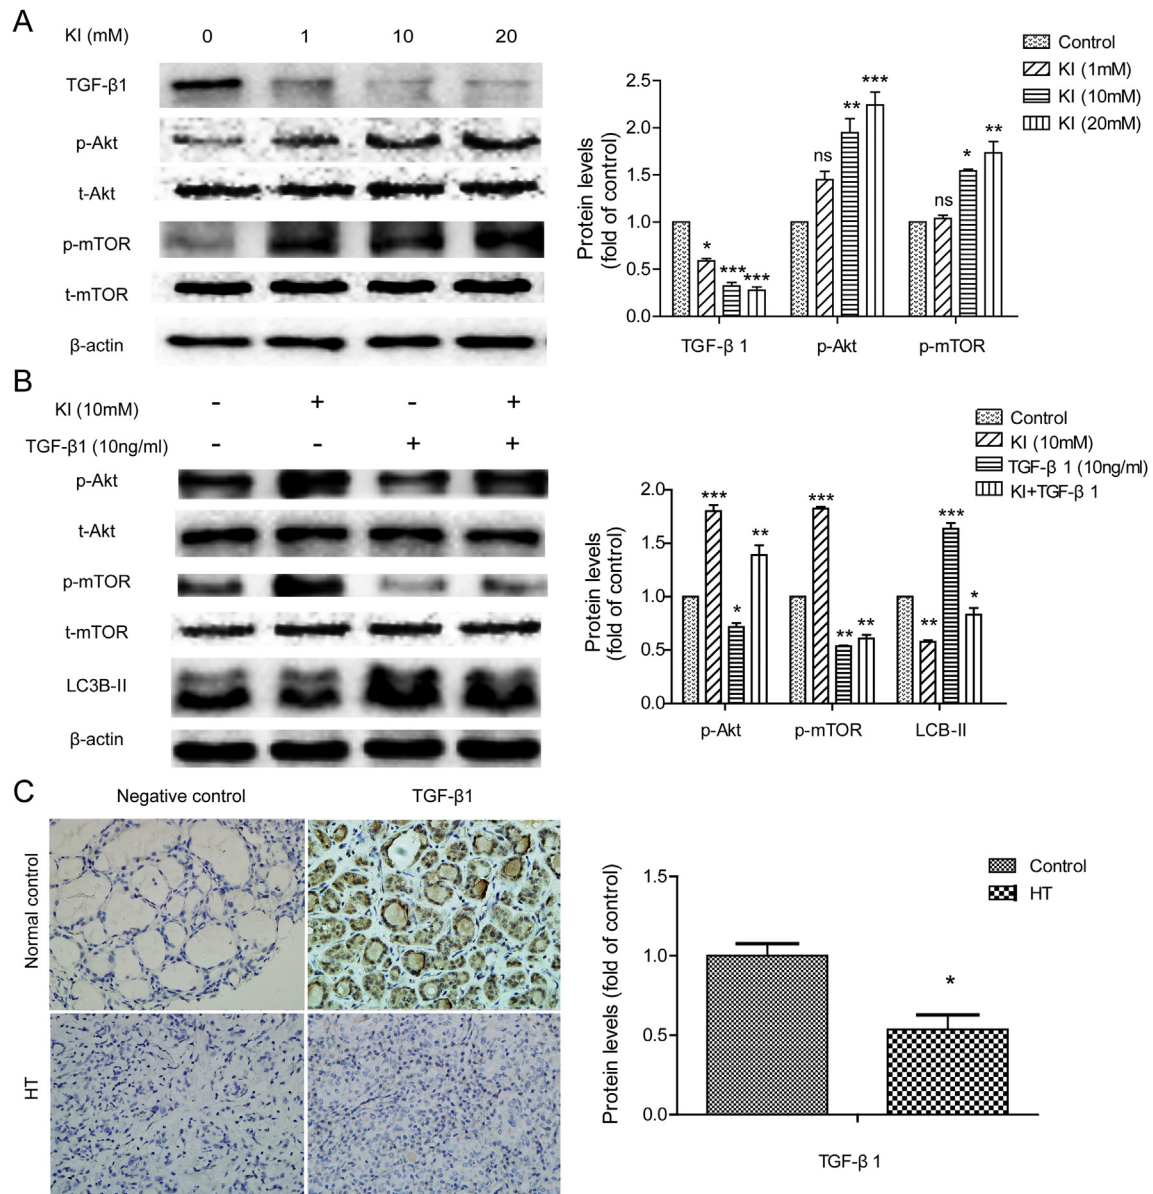 A
KI (mM) 0 1 10 20
TGF-β1
p-Akt
t-Akt
p-mTOR
t-mTOR
β-actin
Control
KI (1mM)
KI (10mM)
KI (20mM)
Protein levels
(fold of control)
2.5
2.0
1.5
1.0
0.5
0.0
* *** ***
ns ** ***
ns * **
TGF-β 1 p-Akt p-mTOR
B
KI (10mM) - + - +
TGF-β1 (10ng/ml) - - + +
p-Akt
t-Akt
p-mTOR
t-mTOR
LC3B-II
β-actin
Control
KI (10mM)
TGF-β 1 (10ng/ml)
KI+TGF-β 1
Protein levels
(fold of control)
2.0
1.5
1.0
0.5
0.0
*** * **
*** ** **
** *** *
p-Akt p-mTOR LCB-II
C
Negative control TGF-β1
Normal control
HT
Control
HT
Protein levels (fold of control)
1.5
1.0
0.5
0.0
*
TGF-β 1